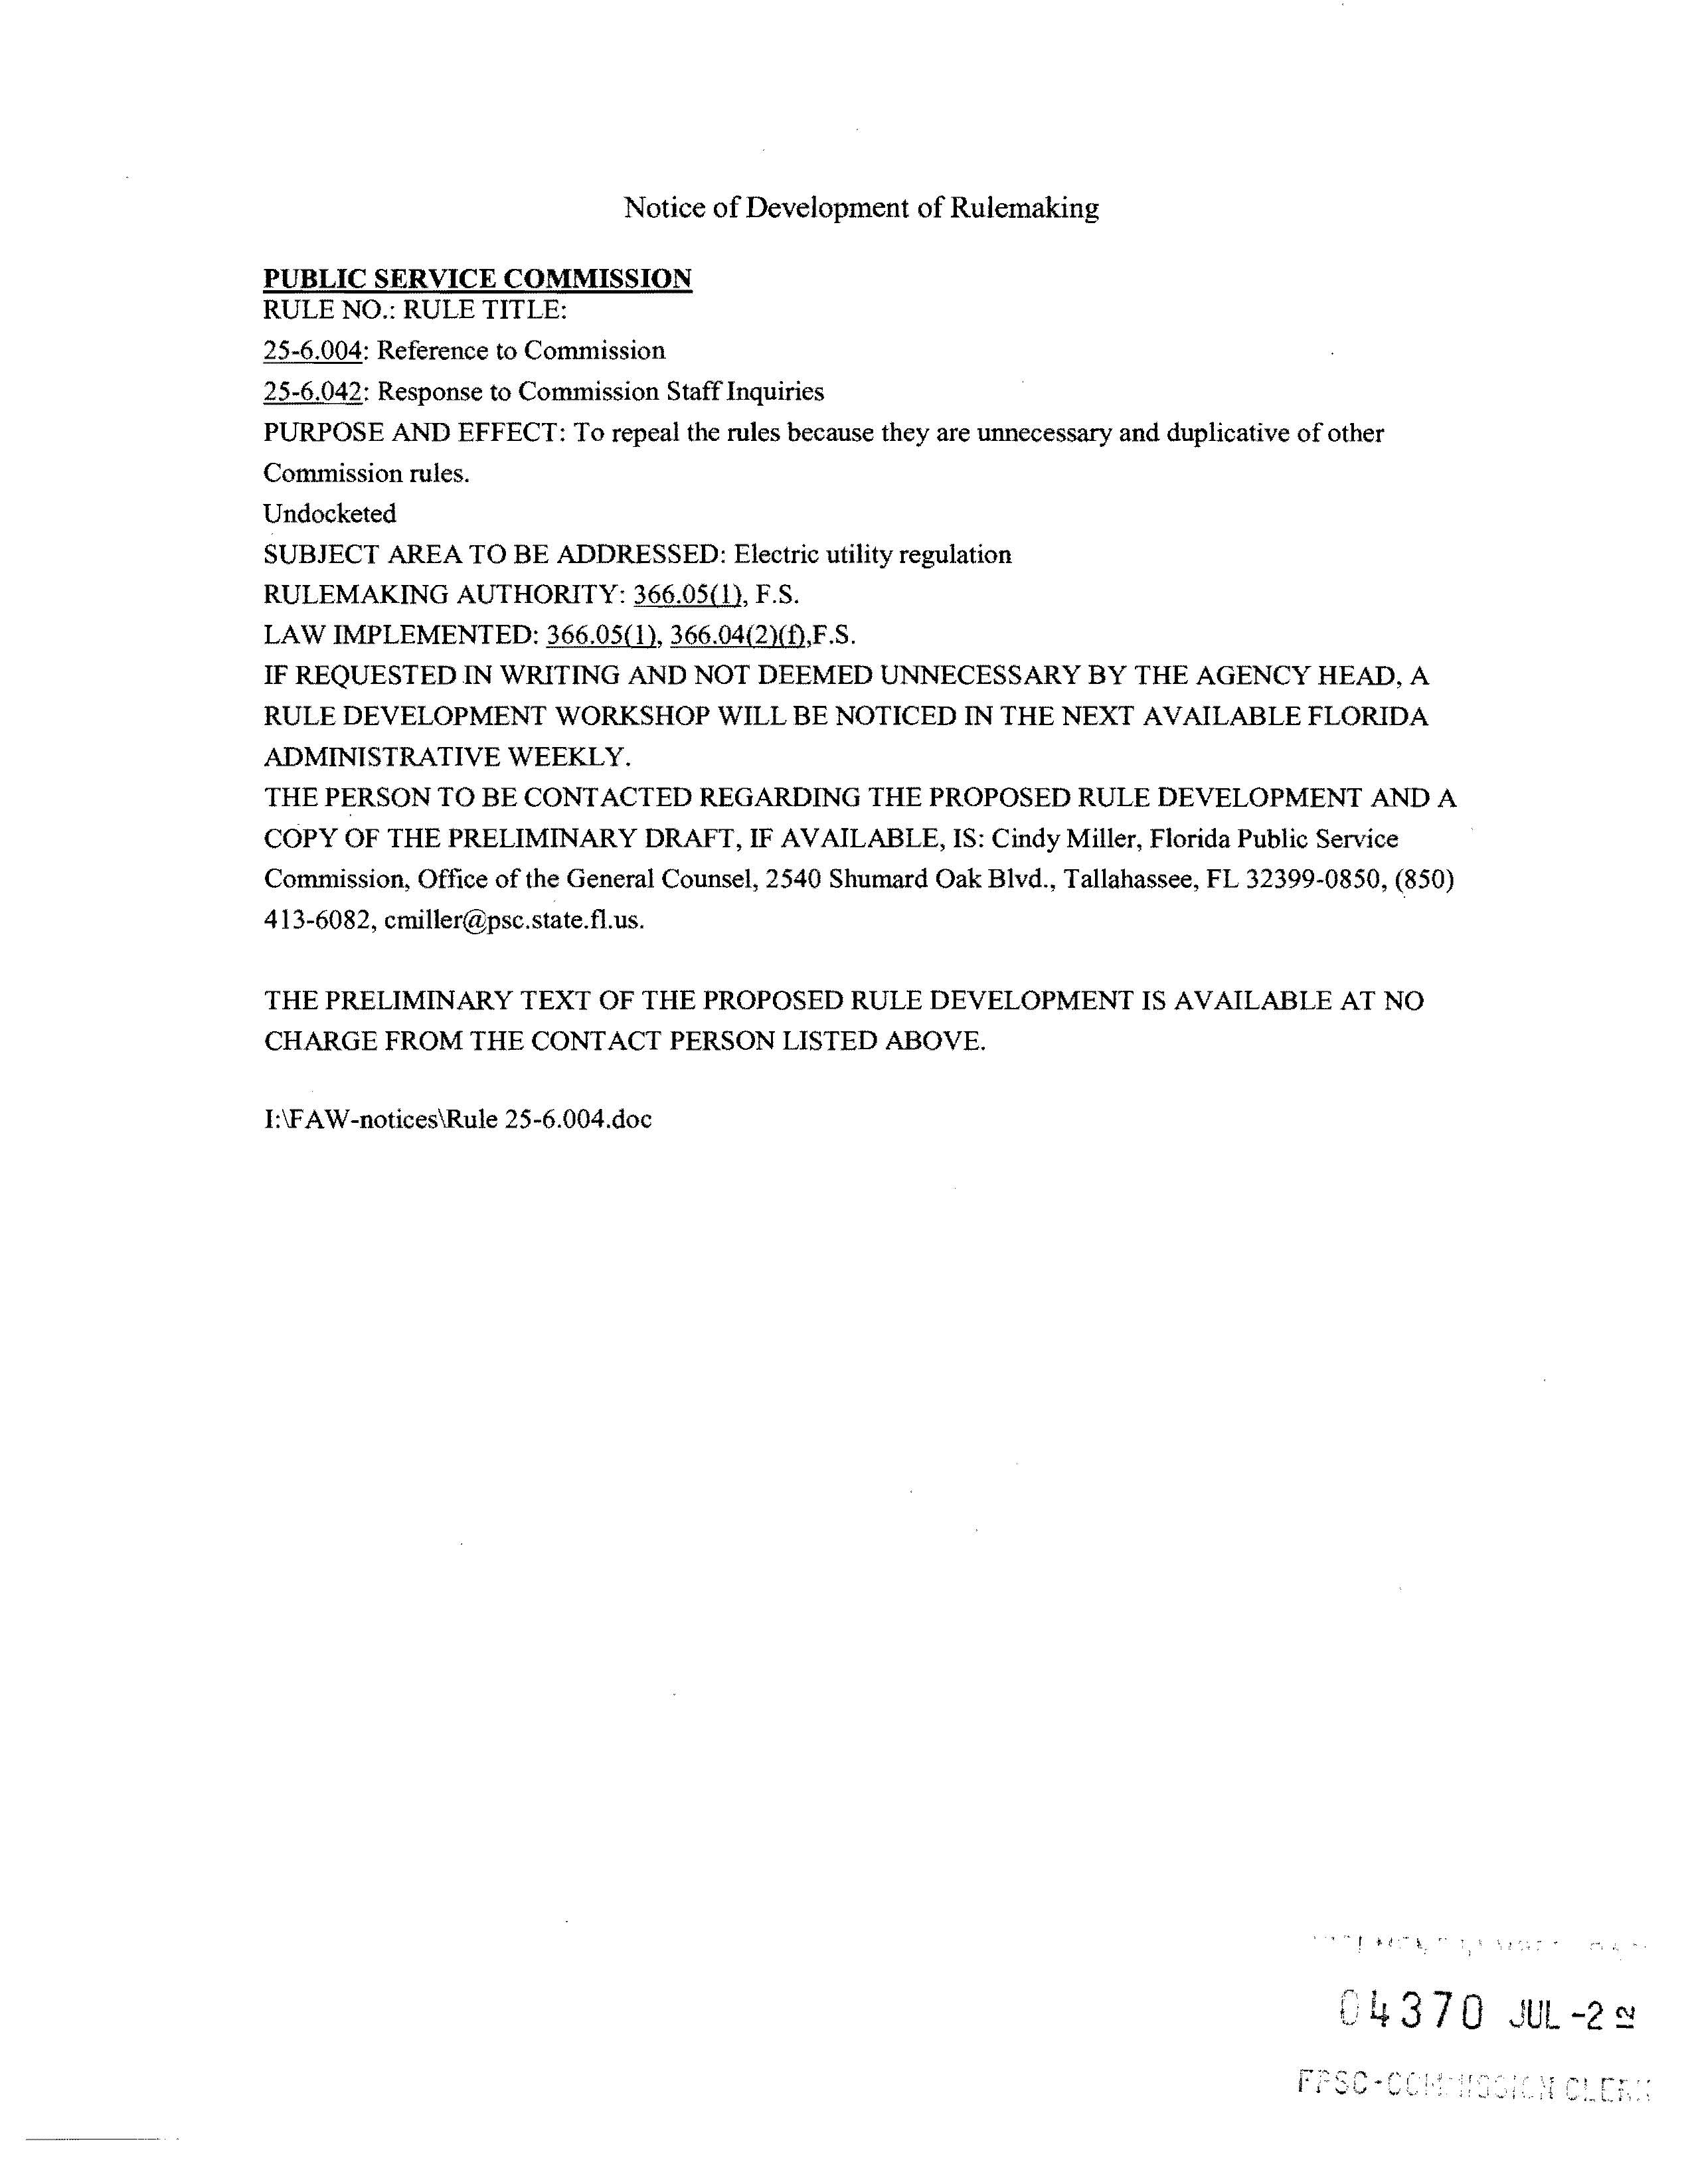 Notice of Development of Rulemaking
PUBLIC SERVICE COMMISSION
RULE NO.: RULE TITLE:
25-6.004: Reference to Commission
25-6.042: Response to Commission Staff Inquiries
PURPOSE AND EFFECT: To repeal the rules because they are unnecessary and duplicative of other
Commission rules.
Undocketed
SUBJECT AREA TO BE ADDRESSED: Electric utility regulation
RULEMAKING AUTHORITY: 366.05(1), F.S.
LAW IMPLEMENTED: 366.05(1), 366.04(2)(f),F.S.
IF REQUESTED IN WRITING AND NOT DEEMED UNNECESSARY BY THE AGENCY HEAD, A
RULE DEVELOPMENT WORKSHOP WILL BE NOTICED IN THE NEXT AVAILABLE FLORIDA
ADMINISTRATIVE WEEKLY.
THE PERSON TO BE CONTACTED REGARDING THE PROPOSED RULE DEVELOPMENT AND A
COPY OF THE PRELIMINARY DRAFT, IF AVAILABLE, IS: Cindy Miller, Florida Public Service
Commission, Office of the General Counsel, 2540 Shumard Oak Blvd., Tallahassee, FL 32399-0850, (850)
413-6082, cmiller@psc.state.fl.us.
THE PRELIMINARY TEXT OF THE PROPOSED RULE DEVELOPMENT IS AVAILABLE AT NO
CHARGE FROM THE CONTACT PERSON LISTED ABOVE.
I:\FAW-notices\Rule 25-6.004.doc
04370 JUL -2 12
FPSC-COMMISSION CLERK